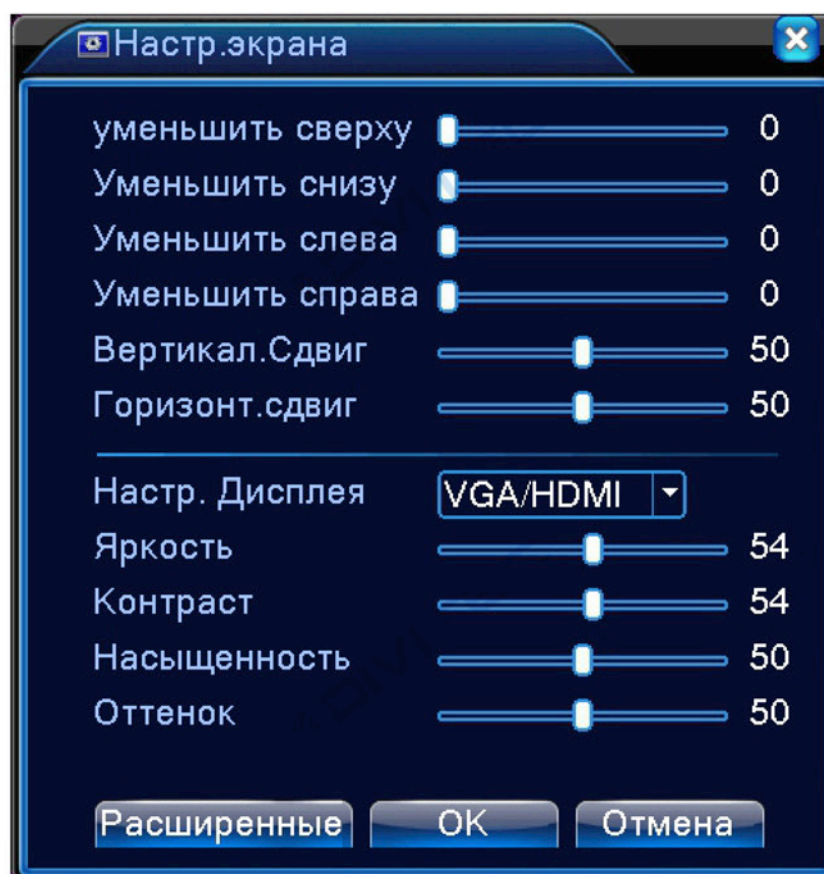 Настр.экрана
уменьшить сверху 0
Уменьшить снизу 0
Уменьшить слева 0
Уменьшить справа 0
Вертикал.Сдвиг 50
Горизонт.сдвиг 50
Настр. Дисплея VGA/HDMI
Яркость 54
Контраст 54
Насыщенность 50
Оттенок 50
Расширенные OK Отмена